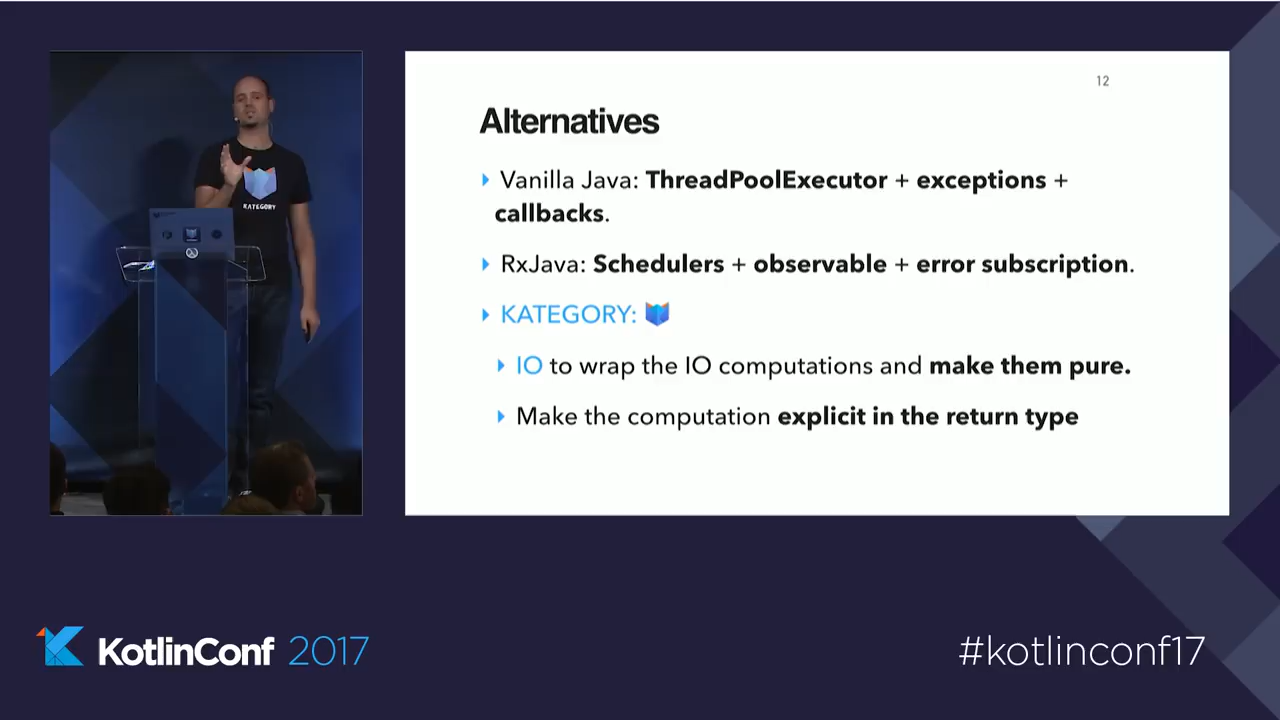 12
Alternatives
Vanilla Java: ThreadPoolExecutor + exceptions +
callbacks.
RxJava: Schedulers + observable + error subscription.
KATEGORY:
IO to wrap the IO computations and make them pure.
Make the computation explicit in the return type
KATEGORY
KotlinConf 2017
#kotlinconf17